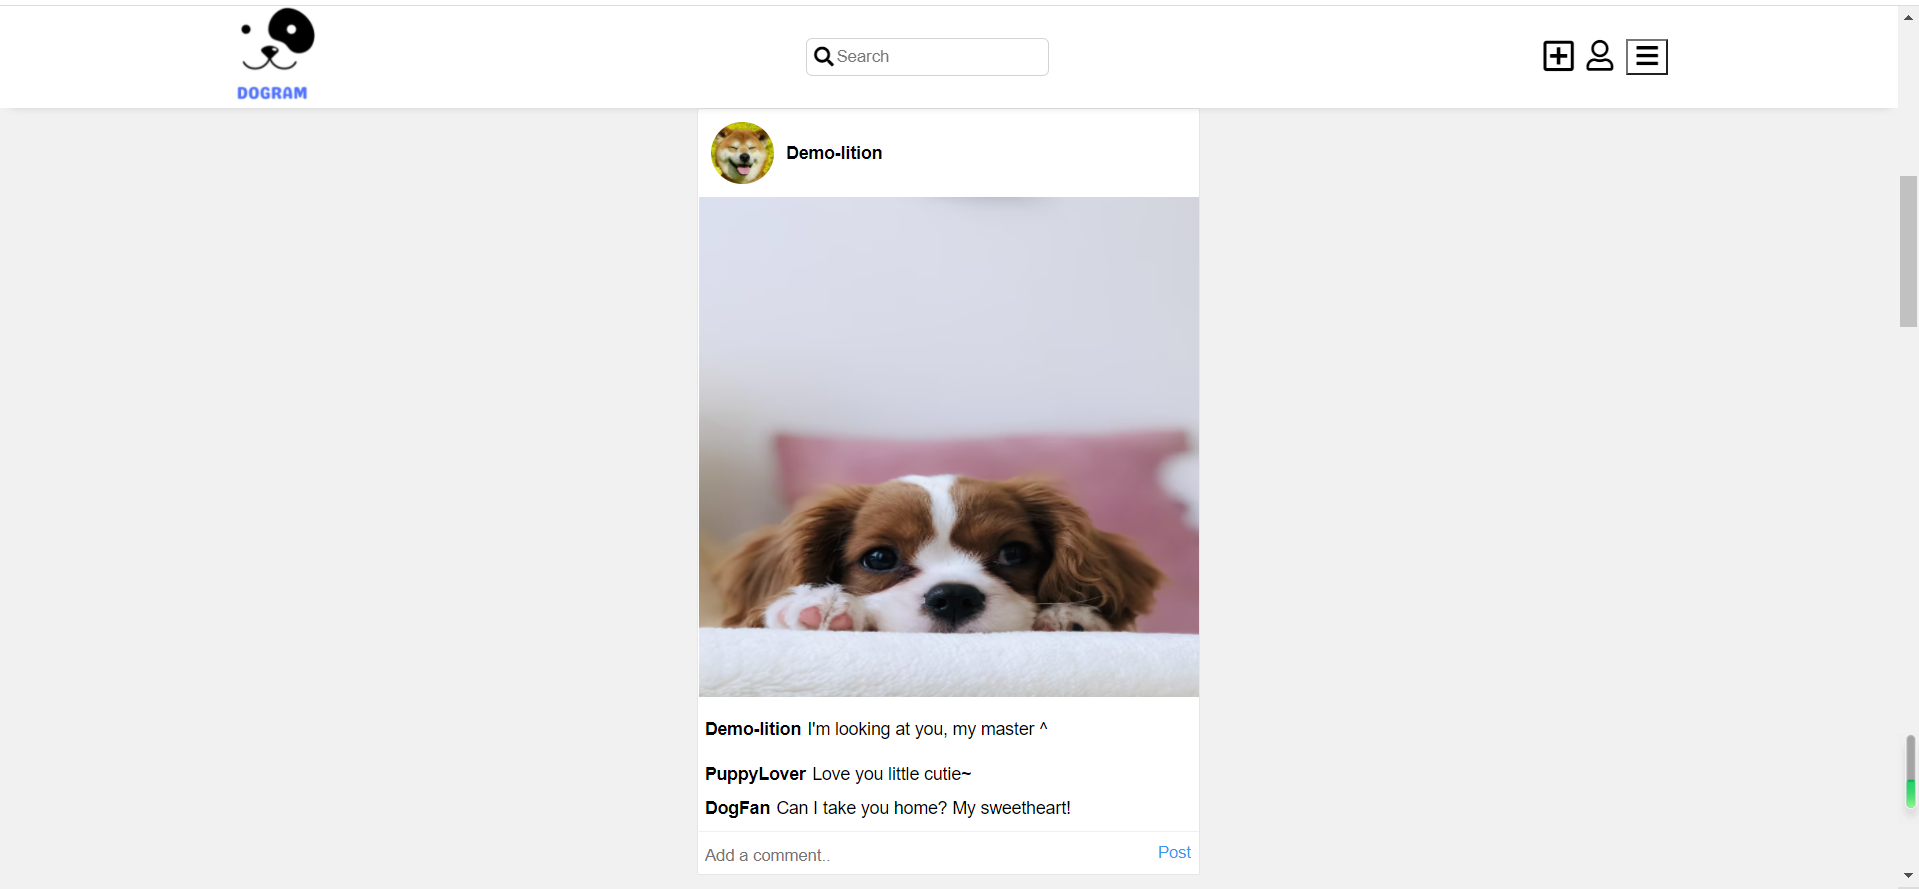 DOGRAM
Search
Demo-lition
Demo-lition I'm looking at you, my master ^
PuppyLover Love you little cutie~
DogFan Can I take you home? My sweetheart!
Add a comment..
Post